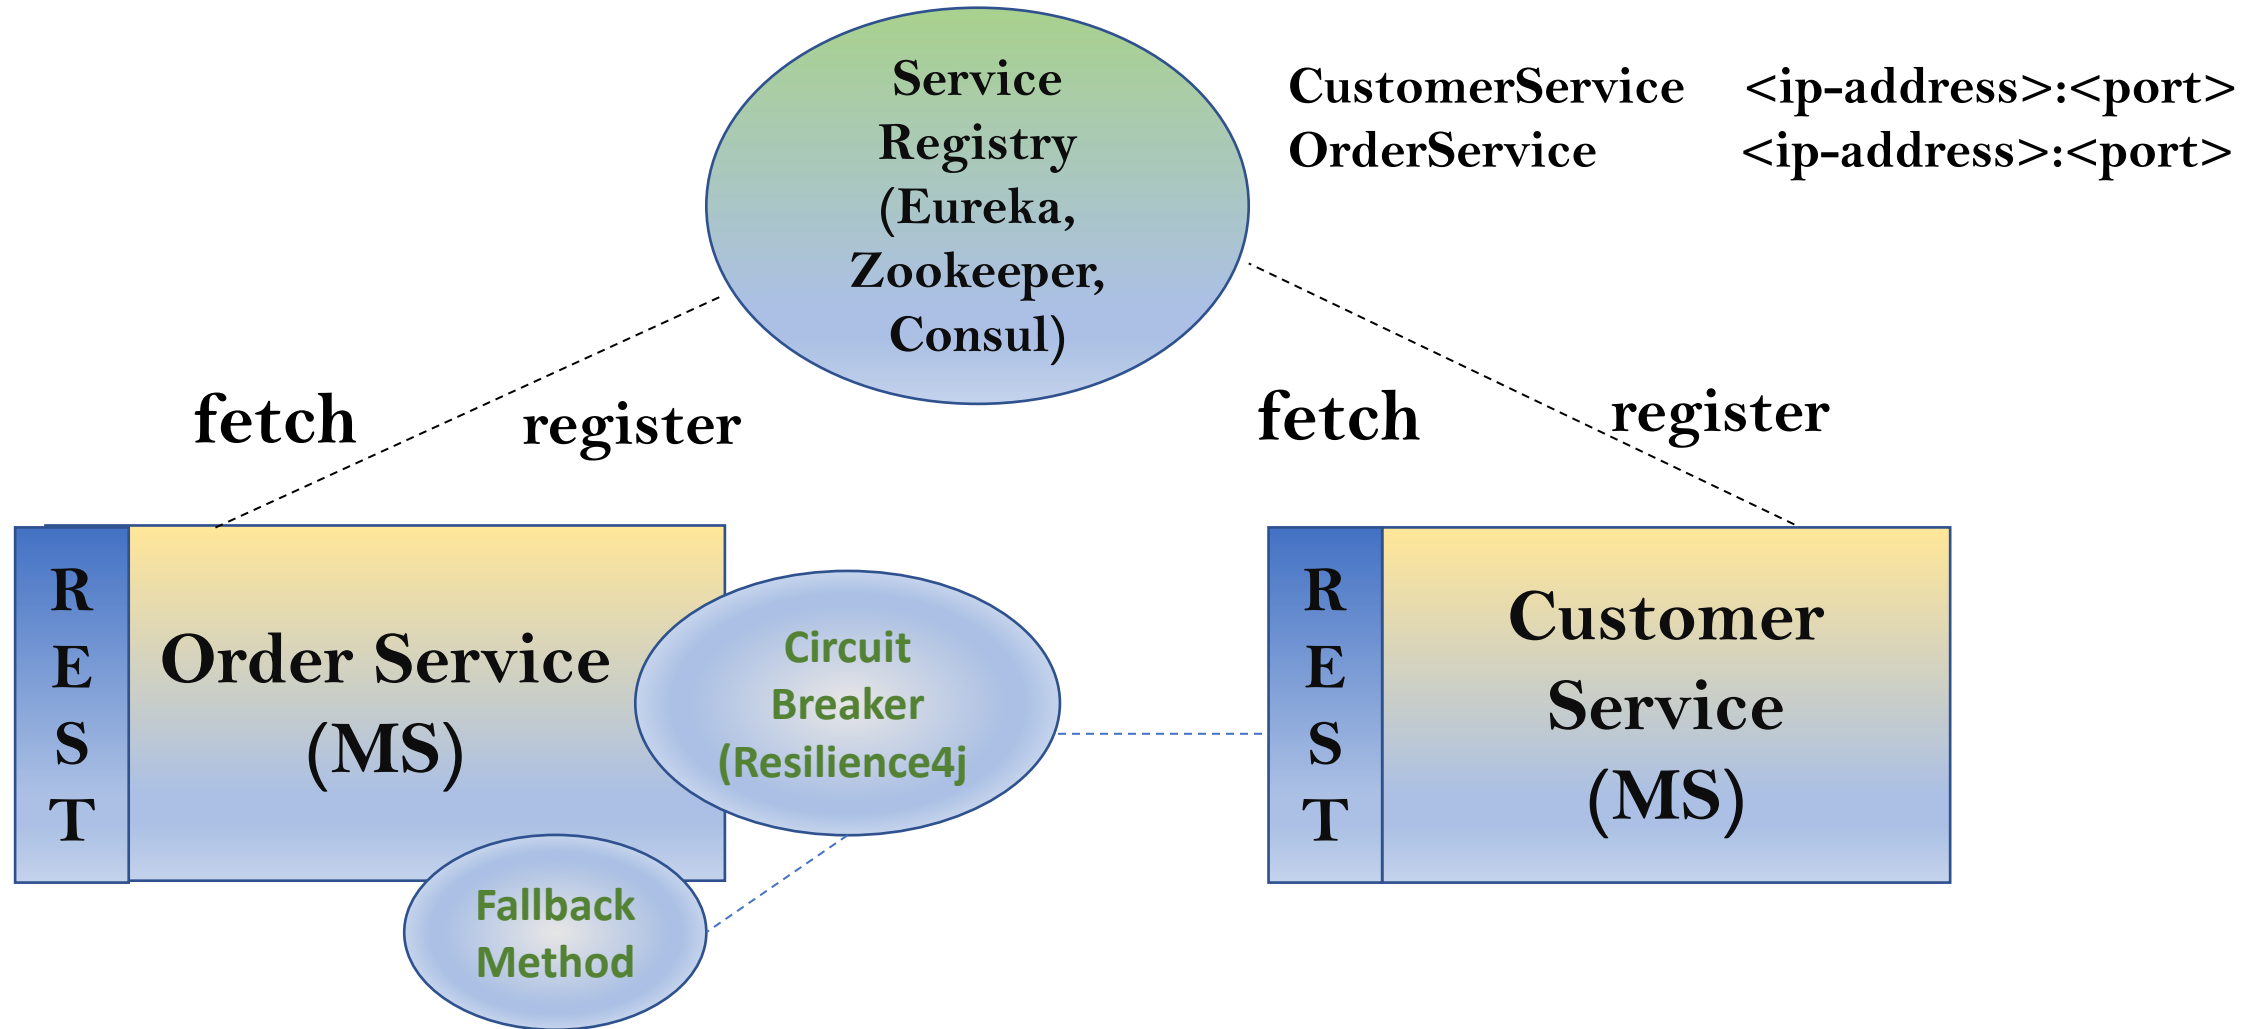 Service
Registry
(Eureka,
Zookeeper,
Consul)
CustomerService <ip-address>:<port>
OrderService <ip-address>:<port>
fetch
register
fetch
register
R
E
S
T
Order Service
(MS)
Circuit
Breaker
(Resilience4j
Fallback
Method
R
E
S
T
Customer
Service
(MS)